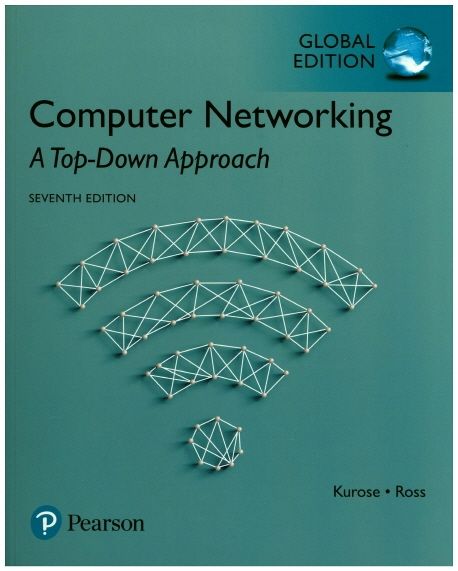 GLOBAL
EDITION
Computer Networking
A Top-Down Approach
SEVENTH EDITION
Kurose • Ross
P Pearson